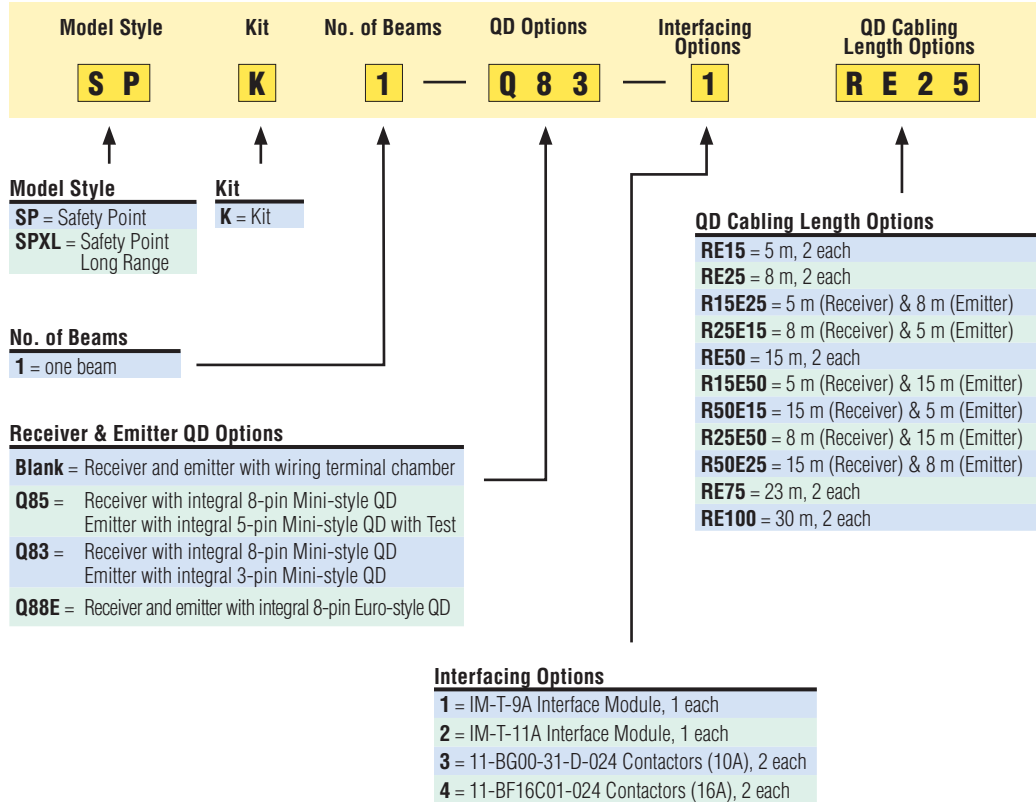 Model Style Kit No. of Beams QD Options Interfacing Options QD Cabling Length Options
S P K 1 — Q 8 3 — 1 R E 2 5
Model Style
SP = Safety Point
SPXL = Safety Point
Long Range
Kit
K = Kit
No. of Beams
1 = one beam
Receiver & Emitter QD Options
Blank = Receiver and emitter with wiring terminal chamber
Q85 = Receiver with integral 8-pin Mini-style QD
Emitter with integral 5-pin Mini-style QD with Test
Q83 = Receiver with integral 8-pin Mini-style QD
Emitter with integral 3-pin Mini-style QD
Q88E = Receiver and emitter with integral 8-pin Euro-style QD
QD Cabling Length Options
RE15 = 5 m, 2 each
RE25 = 8 m, 2 each
R15E25 = 5 m (Receiver) & 8 m (Emitter)
R25E15 = 8 m (Receiver) & 5 m (Emitter)
RE50 = 15 m, 2 each
R15E50 = 5 m (Receiver) & 15 m (Emitter)
R50E15 = 15 m (Receiver) & 5 m (Emitter)
R25E50 = 8 m (Receiver) & 15 m (Emitter)
R50E25 = 15 m (Receiver) & 8 m (Emitter)
RE75 = 23 m, 2 each
RE100 = 30 m, 2 each
Interfacing Options
1 = IM-T-9A Interface Module, 1 each
2 = IM-T-11A Interface Module, 1 each
3 = 11-BG00-31-D-024 Contactors (10A), 2 each
4 = 11-BF16C01-024 Contactors (16A), 2 each